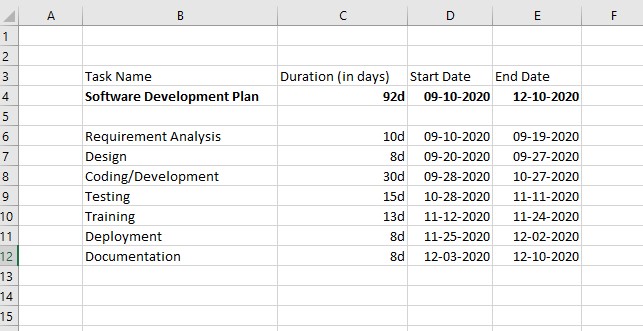 A B C D E F
1
2
3 Task Name Duration (in days) Start Date End Date
4 Software Development Plan 92d 09-10-2020 12-10-2020
5
6 Requirement Analysis 10d 09-10-2020 09-19-2020
7 Design 8d 09-20-2020 09-27-2020
8 Coding/Development 30d 09-28-2020 10-27-2020
9 Testing 15d 10-28-2020 11-11-2020
10 Training 13d 11-12-2020 11-24-2020
11 Deployment 8d 11-25-2020 12-02-2020
12 Documentation 8d 12-03-2020 12-10-2020
13
14
15